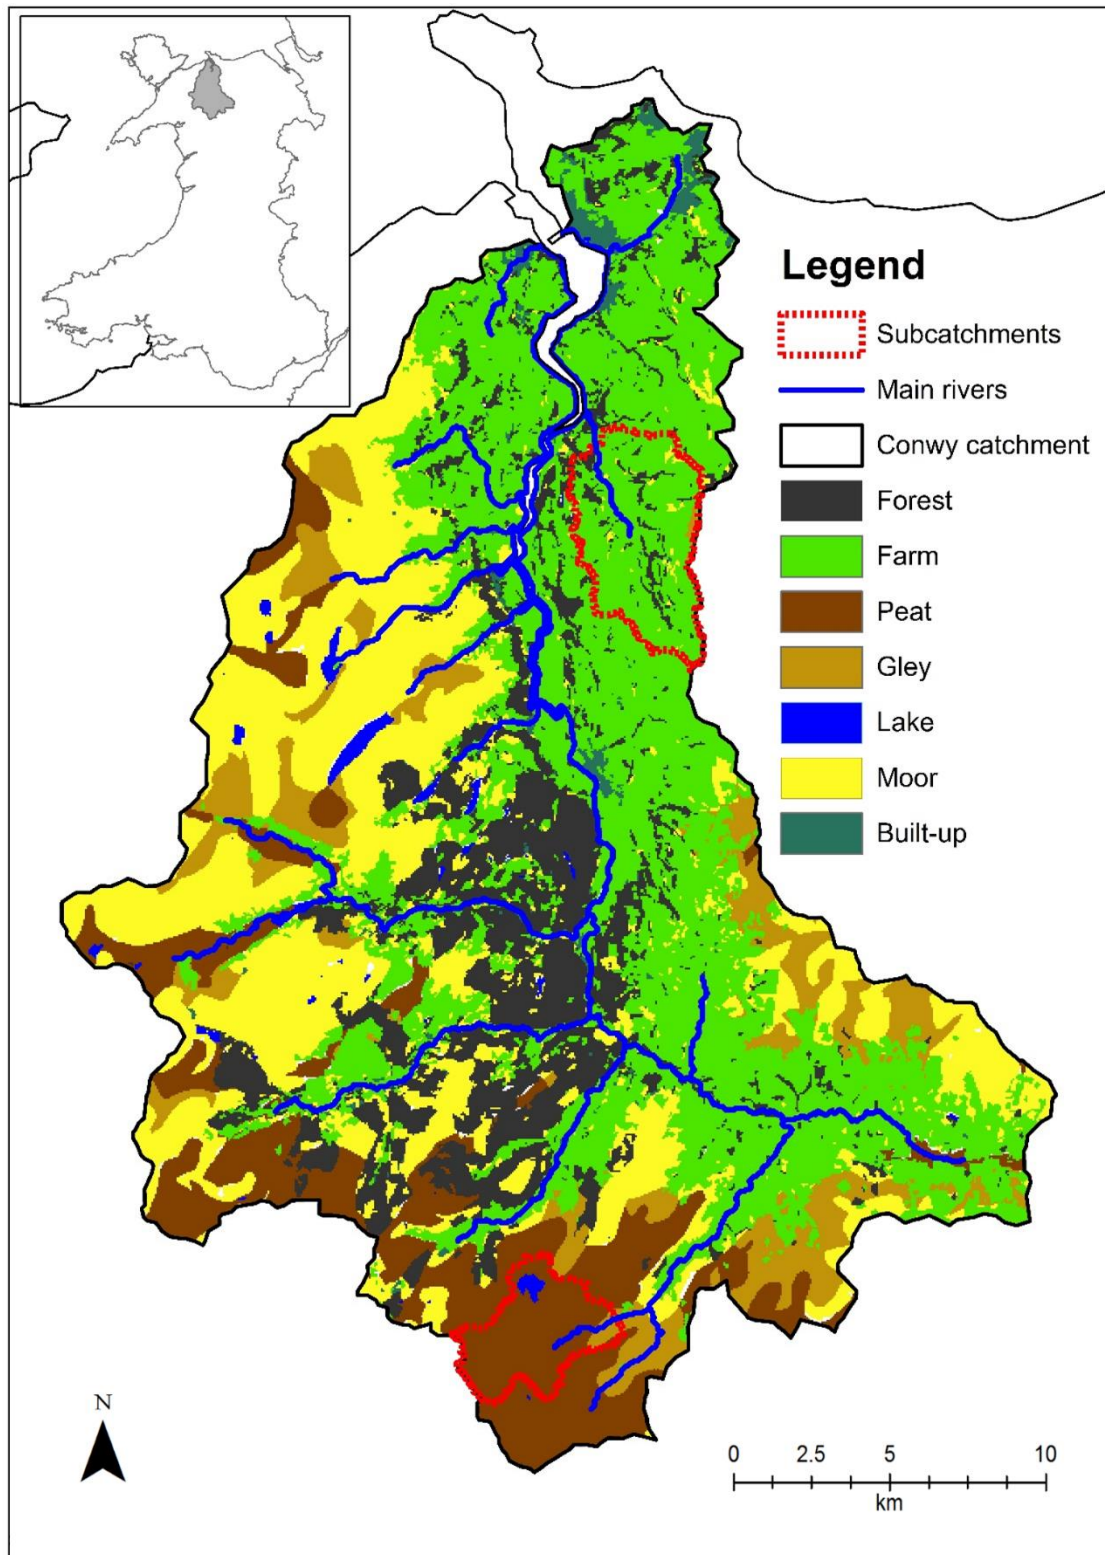 Legend
Subcatchments
Main rivers
Conwy catchment
Forest
Farm
Peat
Gley
Lake
Moor
Built-up
N
0 2.5 5 10
km